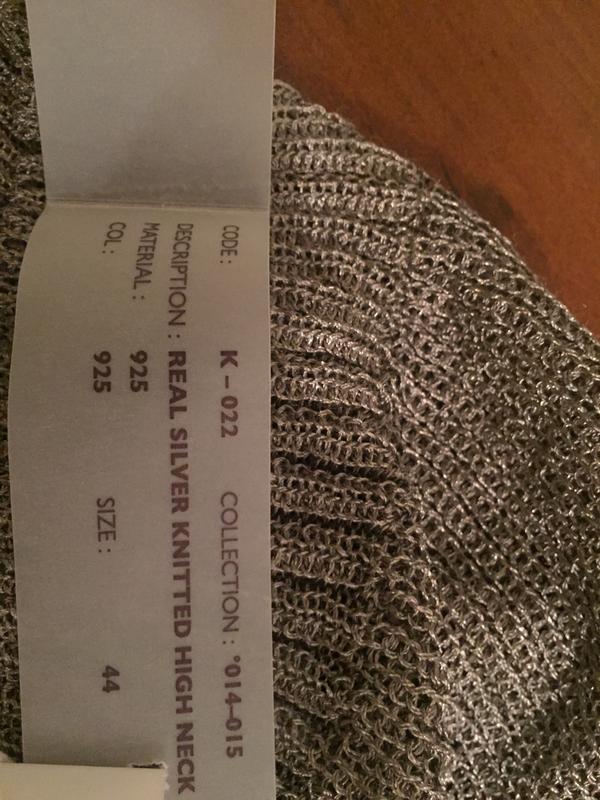 CODE: K-022 COLLECTION: °014-015
DESCRIPTION: REAL SILVER KNITTED HIGH NECK
MATERIAL: 925
COL: 925 SIZE: 44